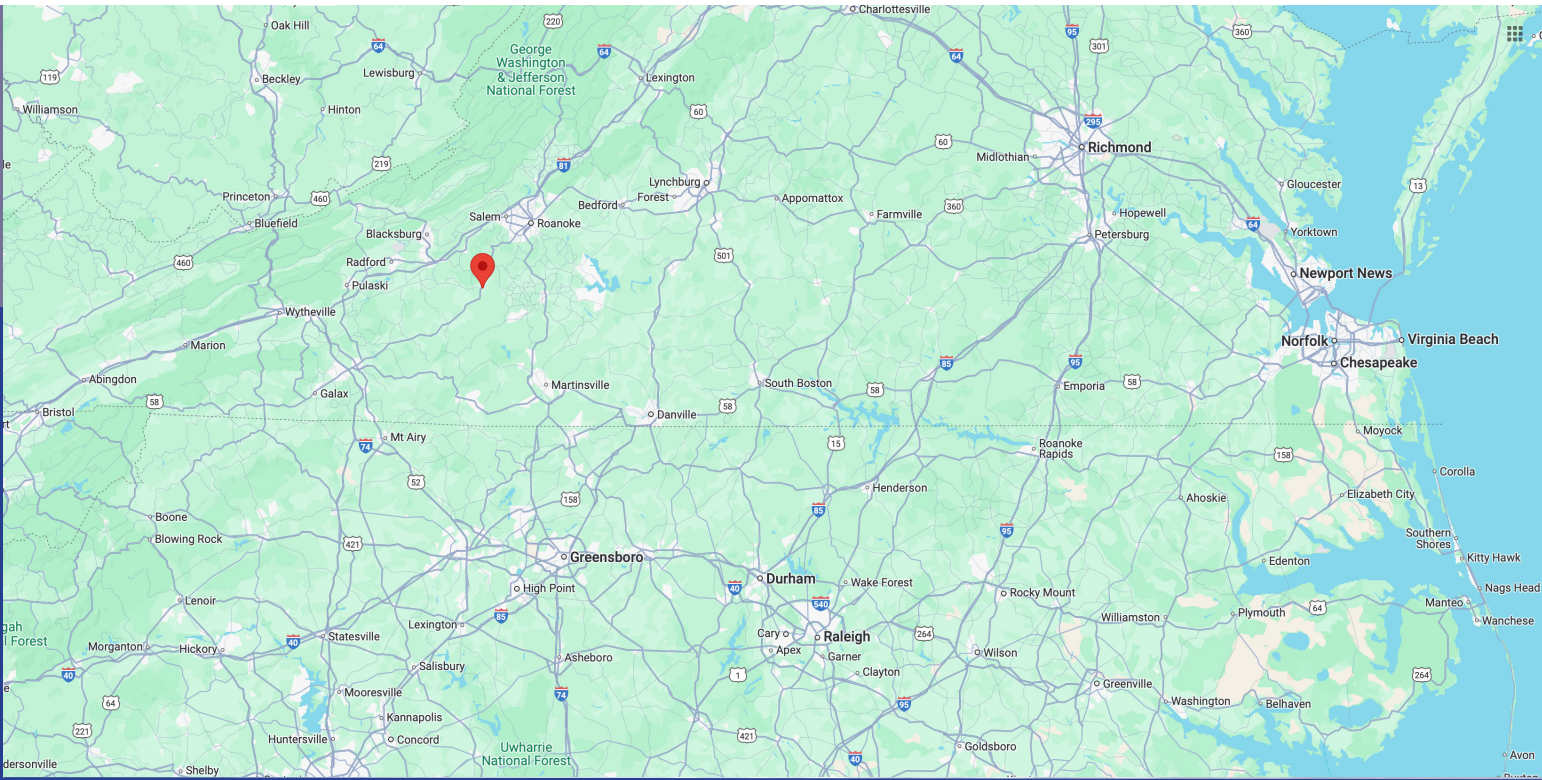 Charlottesville
Oak Hill
220
95
360
64
64
64
301
George
Washington
& Jefferson
National Forest
119
Beckley
Lewisburg
Lexington
Williamson
Hinton
60
295
60
Richmond
Midlothian
219
81
Lynchburg
Forest
Bedford
Appomattox
Princeton
460
360
Gloucester
13
Salem
Roanoke
Farmville
Hopewell
Bluefield
Blacksburg
Petersburg
64
Yorktown
501
460
Radford
Pulaski
Newport News
Wytheville
Marion
Norfolk
Virginia Beach
Chesapeake
85
95
Abingdon
Martinsville
South Boston
58
Emporia
58
Galax
58
58
Bristol
Danville
rt
Mt Airy
74
15
Moyock
Roanoke
Rapids
158
Corolla
52
Henderson
158
Ahoskie
Elizabeth City
85
Boone
95
Blowing Rock
421
Southern
Shores
Greensboro
Kitty Hawk
Edenton
Durham
High Point
40
Wake Forest
Nags Head
Rocky Mount
Lenoir
540
Manteo
85
64
Plymouth
Williamston
Wanchese
Lexington
gah
l Forest
Statesville
40
Cary
Raleigh
264
Morganton
Hickory
Apex
Garner
Wilson
Asheboro
Salisbury
Clayton
40
1
264
Greenville
Mooresville
74
64
95
Washington
Belhaven
Kannapolis
221
Huntersville
Concord
421
Goldsboro
Uwharrie
National Forest
40
Avon
dersonville
Shelby